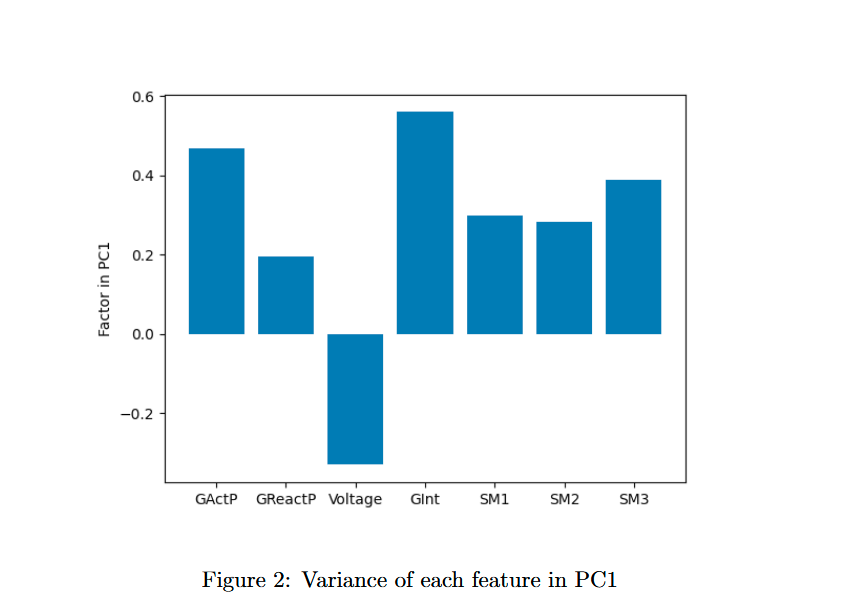 0.6
0.4
0.2
0.0
−0.2
Factor in PC1
GActP GReactP Voltage GInt SM1 SM2 SM3
Figure 2: Variance of each feature in PC1